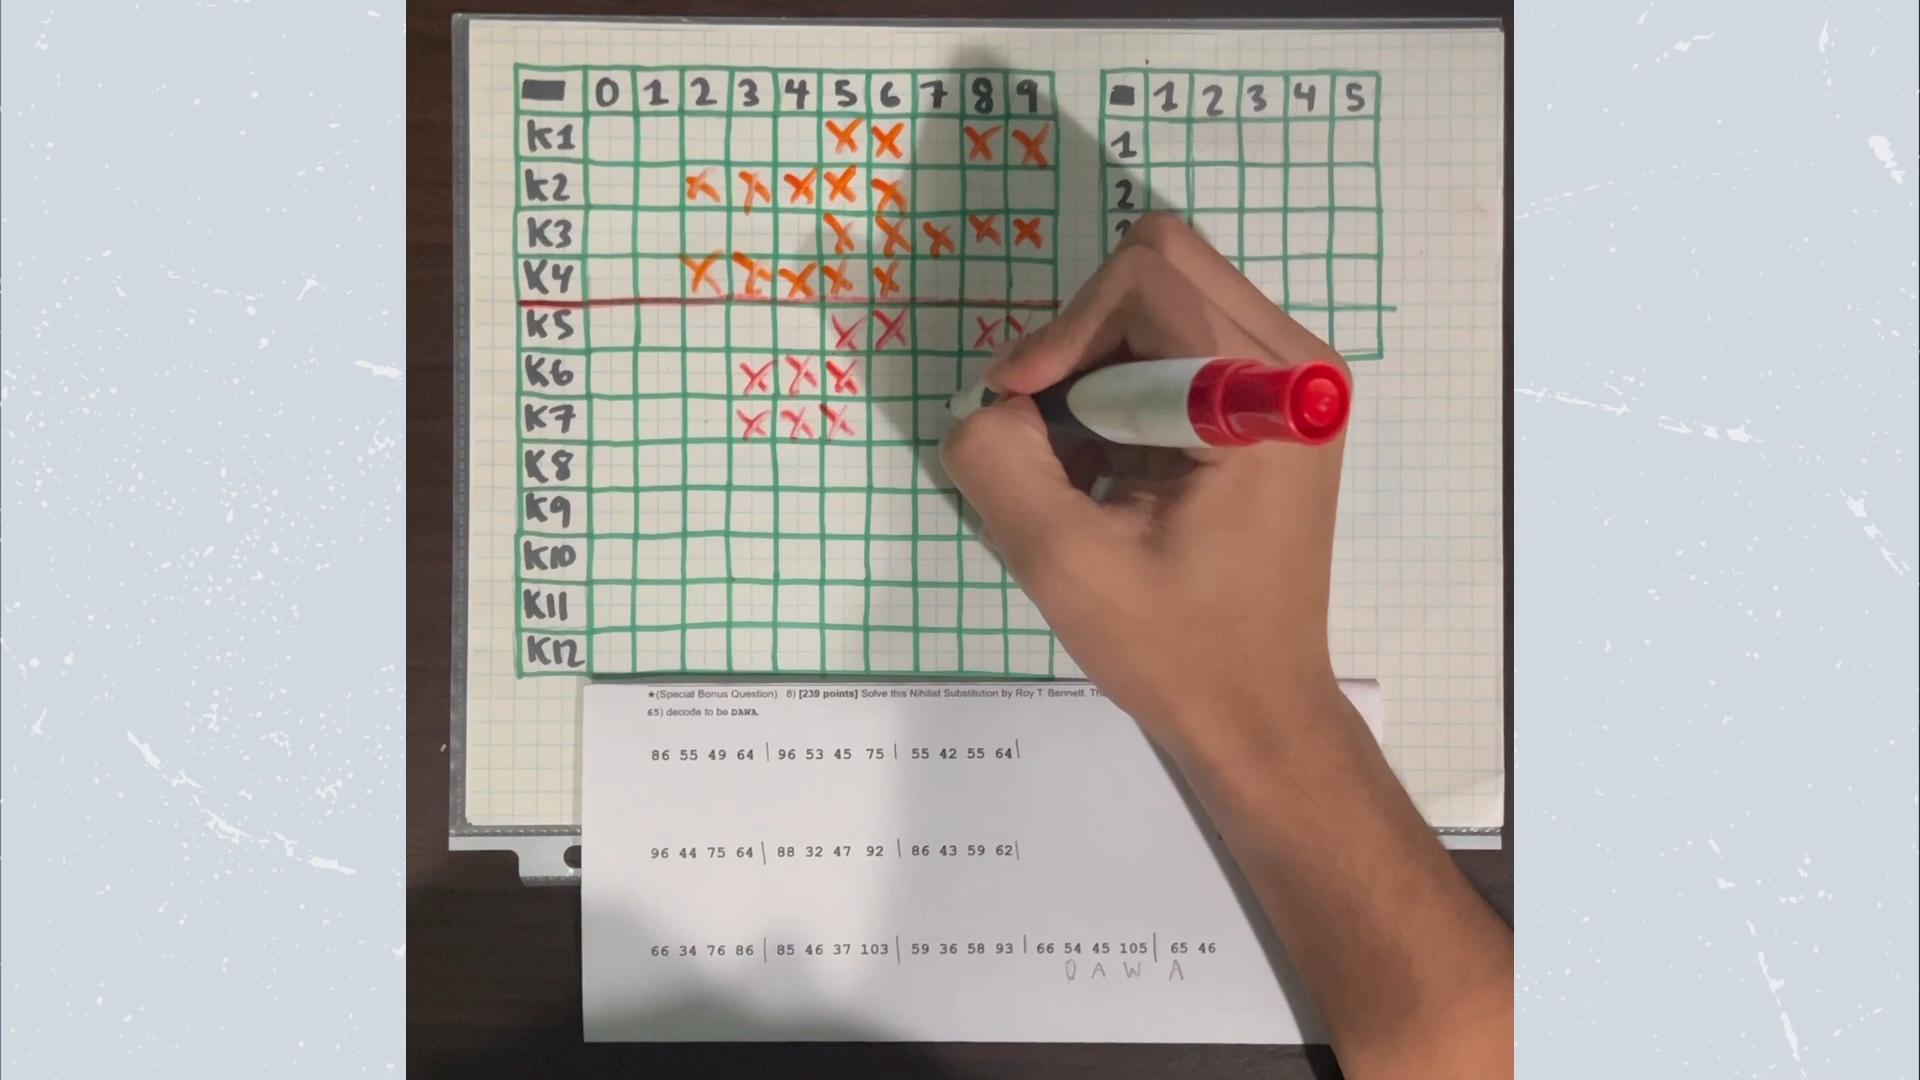 0 1 2 3 4 5 6 7 8 9
K1 X X X X
K2 X X X X X
K3 X X X X X
K4 X X X X X
K5 X X X X
K6 X X X
K7 X X X
K8
K9
K10
K11
K12
1 2 3 4 5
1
2
★(Special Bonus Question) 8) [239 points] Solve this Nihilist Substitution by Roy T. Bennett.
65) decode to be DAWA.
86 55 49 64 | 96 53 45 75 | 55 42 55 64 |
96 44 75 64 | 88 32 47 92 | 86 43 59 62 |
66 34 76 86 | 85 46 37 103 | 59 36 58 93 | 66 54 45 105 | 65 46
D A W A